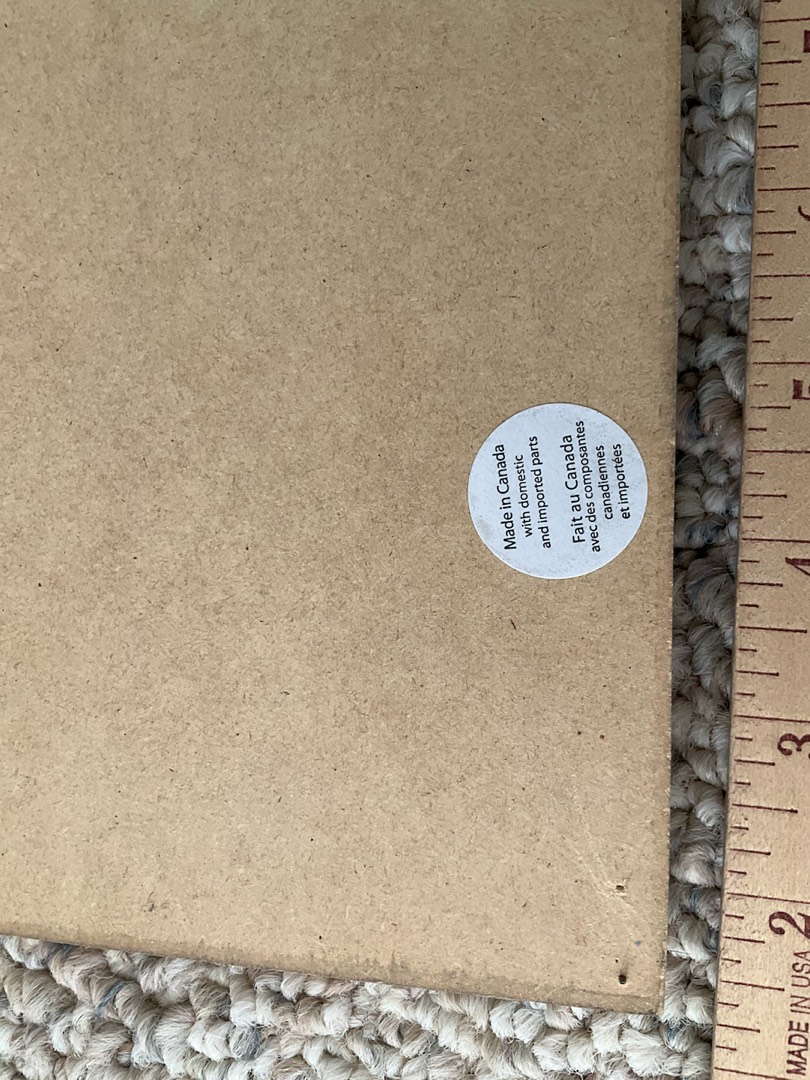 Made in Canada
with domestic
and imported parts
Fait au Canada
avec des composantes
canadiennes
et importées
MADE IN USA
2
3
4
5